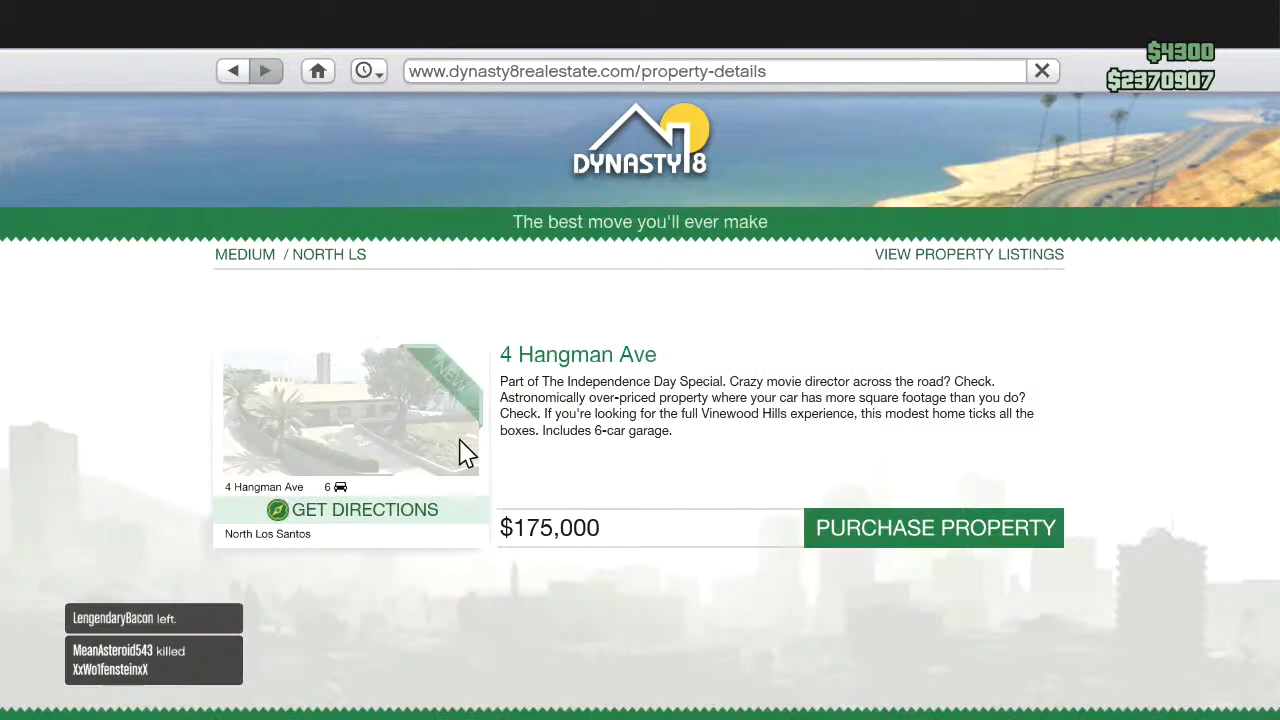 $4300
www.dynasty8realestate.com/property-details
$2370907
DYNASTY 8
The best move you'll ever make
MEDIUM / NORTH LS
VIEW PROPERTY LISTINGS
NEW
4 Hangman Ave
Part of The Independence Day Special. Crazy movie director across the road? Check.
Astronomically over-priced property where your car has more square footage than you do?
Check. If you're looking for the full Vinewood Hills experience, this modest home ticks all the
boxes. Includes 6-car garage.
4 Hangman Ave 6
GET DIRECTIONS
North Los Santos
$175,000
PURCHASE PROPERTY
LengendaryBacon left.
MeanAsteroid543 killed
XxWo1fensteinxX